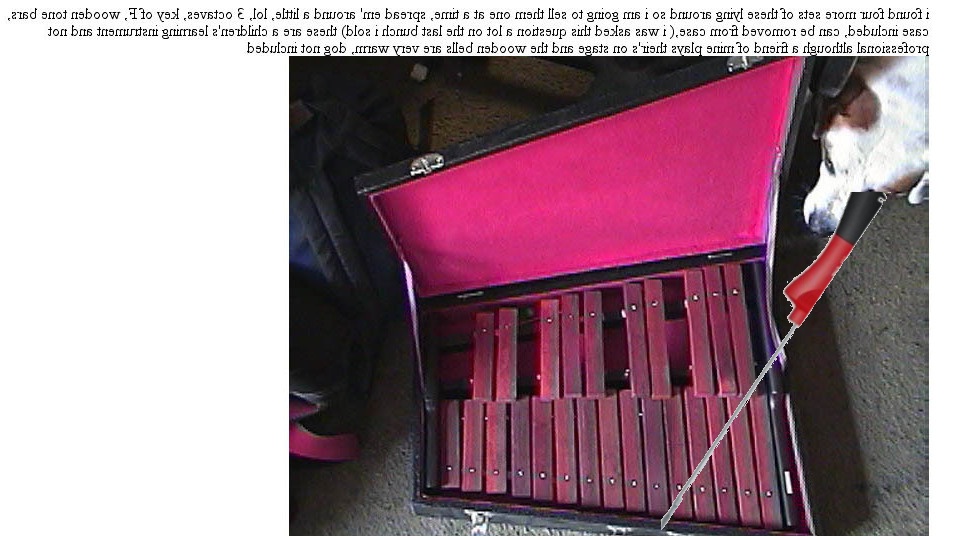 i found four more sets of these lying around so i am going to sell them one at a time, spread em' around a little, lol, 3 octaves, key of F, wooden tone bars,
case included, can be removed from case,( i was asked this question a lot on the last bunch i sold) these are a children's learning instrument and not
professional although a friend of mine plays their's on stage and the wooden bells are very warm, dog not included